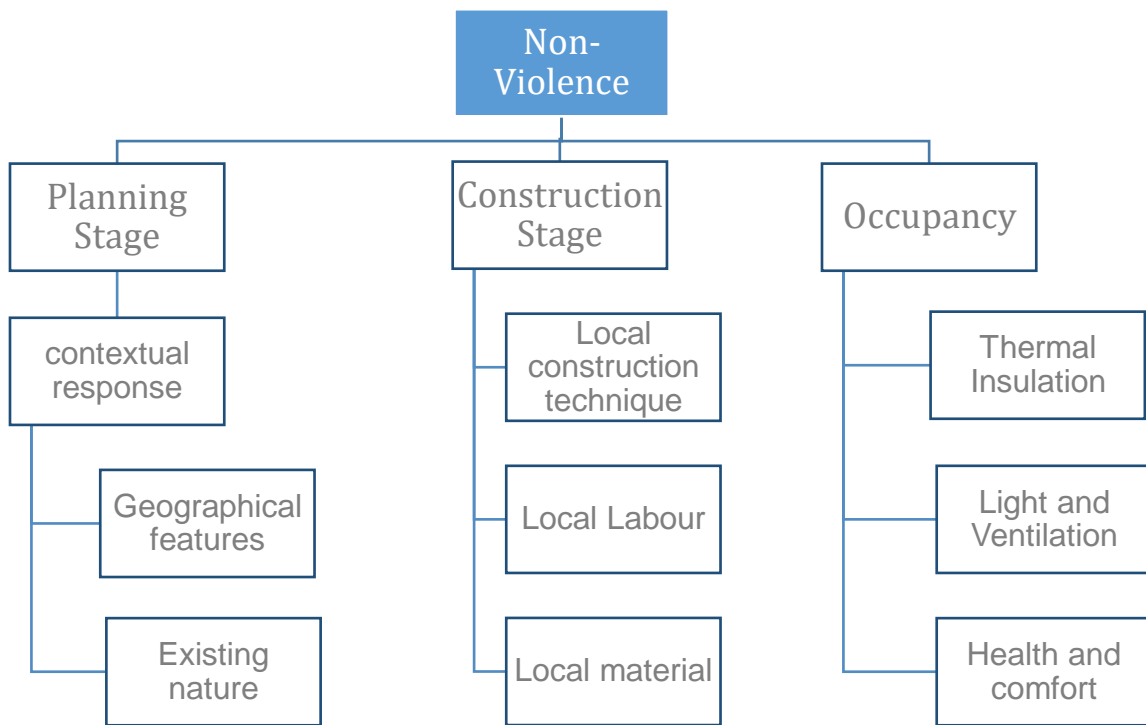 Non-
Violence
Planning
Stage
Construction
Stage
Occupancy
contextual
response
Geographical
features
Existing
nature
Local
construction
technique
Local Labour
Local material
Thermal
Insulation
Light and
Ventilation
Health and
comfort